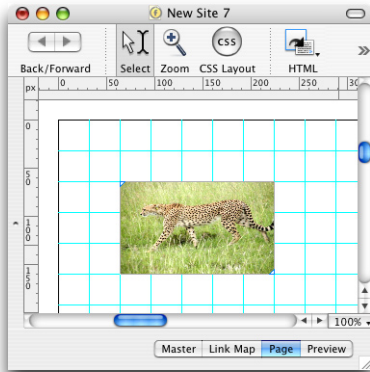 New Site 7
css
Back/Forward Select Zoom CSS Layout HTML
px 0 50 100 150 200 250
0
50
100
150
100%
Master Link Map Page Preview